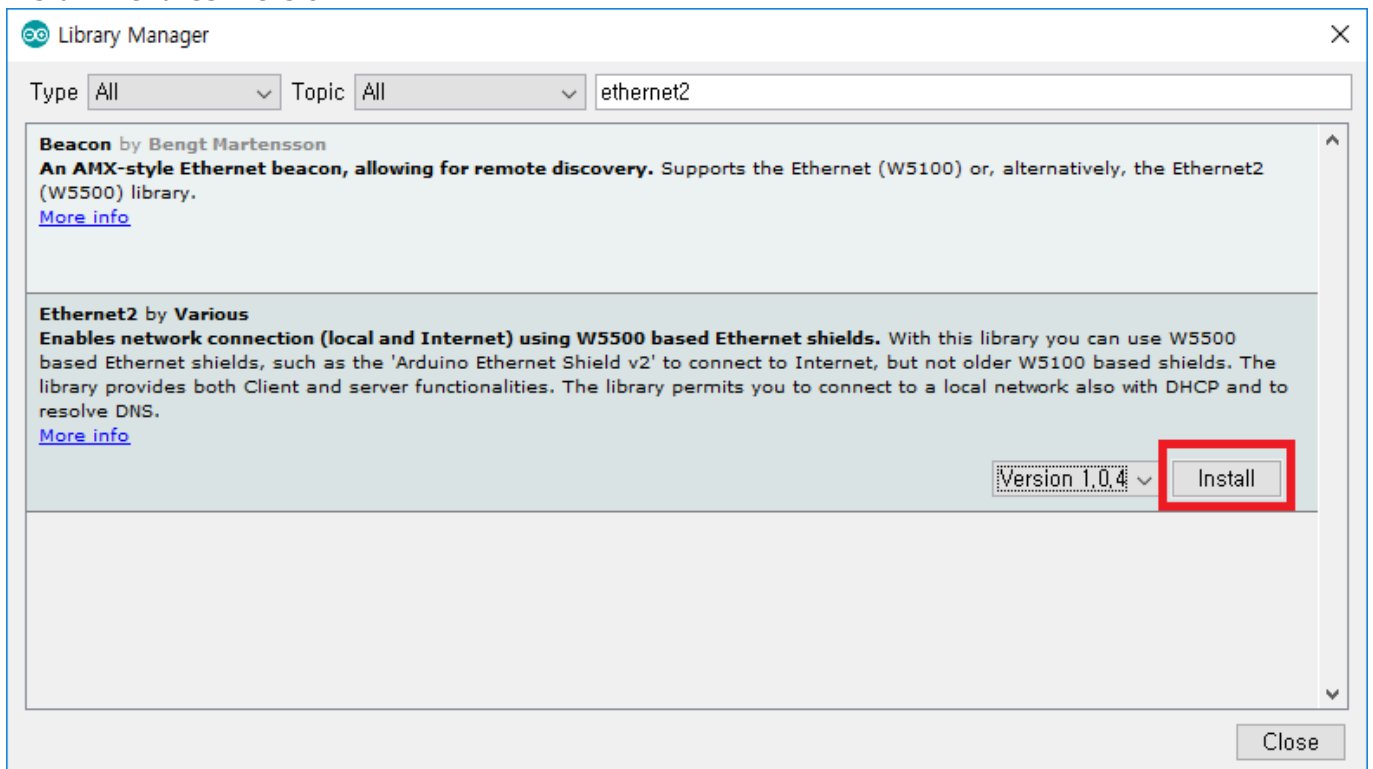 Library Manager
Type All Topic All ethernet2
Beacon by Bengt Martensson
An AMX-style Ethernet beacon, allowing for remote discovery. Supports the Ethernet (W5100) or, alternatively, the Ethernet2
(W5500) library.
More info
Ethernet2 by Various
Enables network connection (local and Internet) using W5500 based Ethernet shields. With this library you can use W5500
based Ethernet shields, such as the 'Arduino Ethernet Shield v2' to connect to Internet, but not older W5100 based shields. The
library provides both Client and server functionalities. The library permits you to connect to a local network also with DHCP and to
resolve DNS.
More info
Version 1,0,4 Install
Close